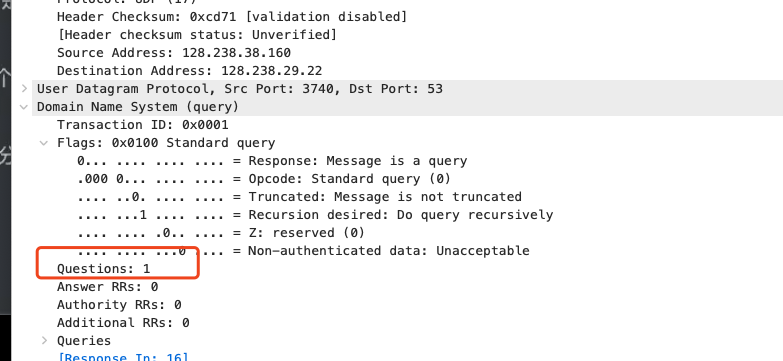 Protocol: UDP (17)
Header Checksum: 0xcd71 [validation disabled]
[Header checksum status: Unverified]
Source Address: 128.238.38.160
Destination Address: 128.238.29.22
User Datagram Protocol, Src Port: 3740, Dst Port: 53
Domain Name System (query)
Transaction ID: 0x0001
Flags: 0x0100 Standard query
0... .... .... .... = Response: Message is a query
.000 0... .... .... = Opcode: Standard query (0)
.... ..0. .... .... = Truncated: Message is not truncated
.... ...1 .... .... = Recursion desired: Do query recursively
.... .... .0.. .... = Z: reserved (0)
.... .... ...0 .... = Non-authenticated data: Unacceptable
Questions: 1
Answer RRs: 0
Authority RRs: 0
Additional RRs: 0
Queries
[Response In: 16]